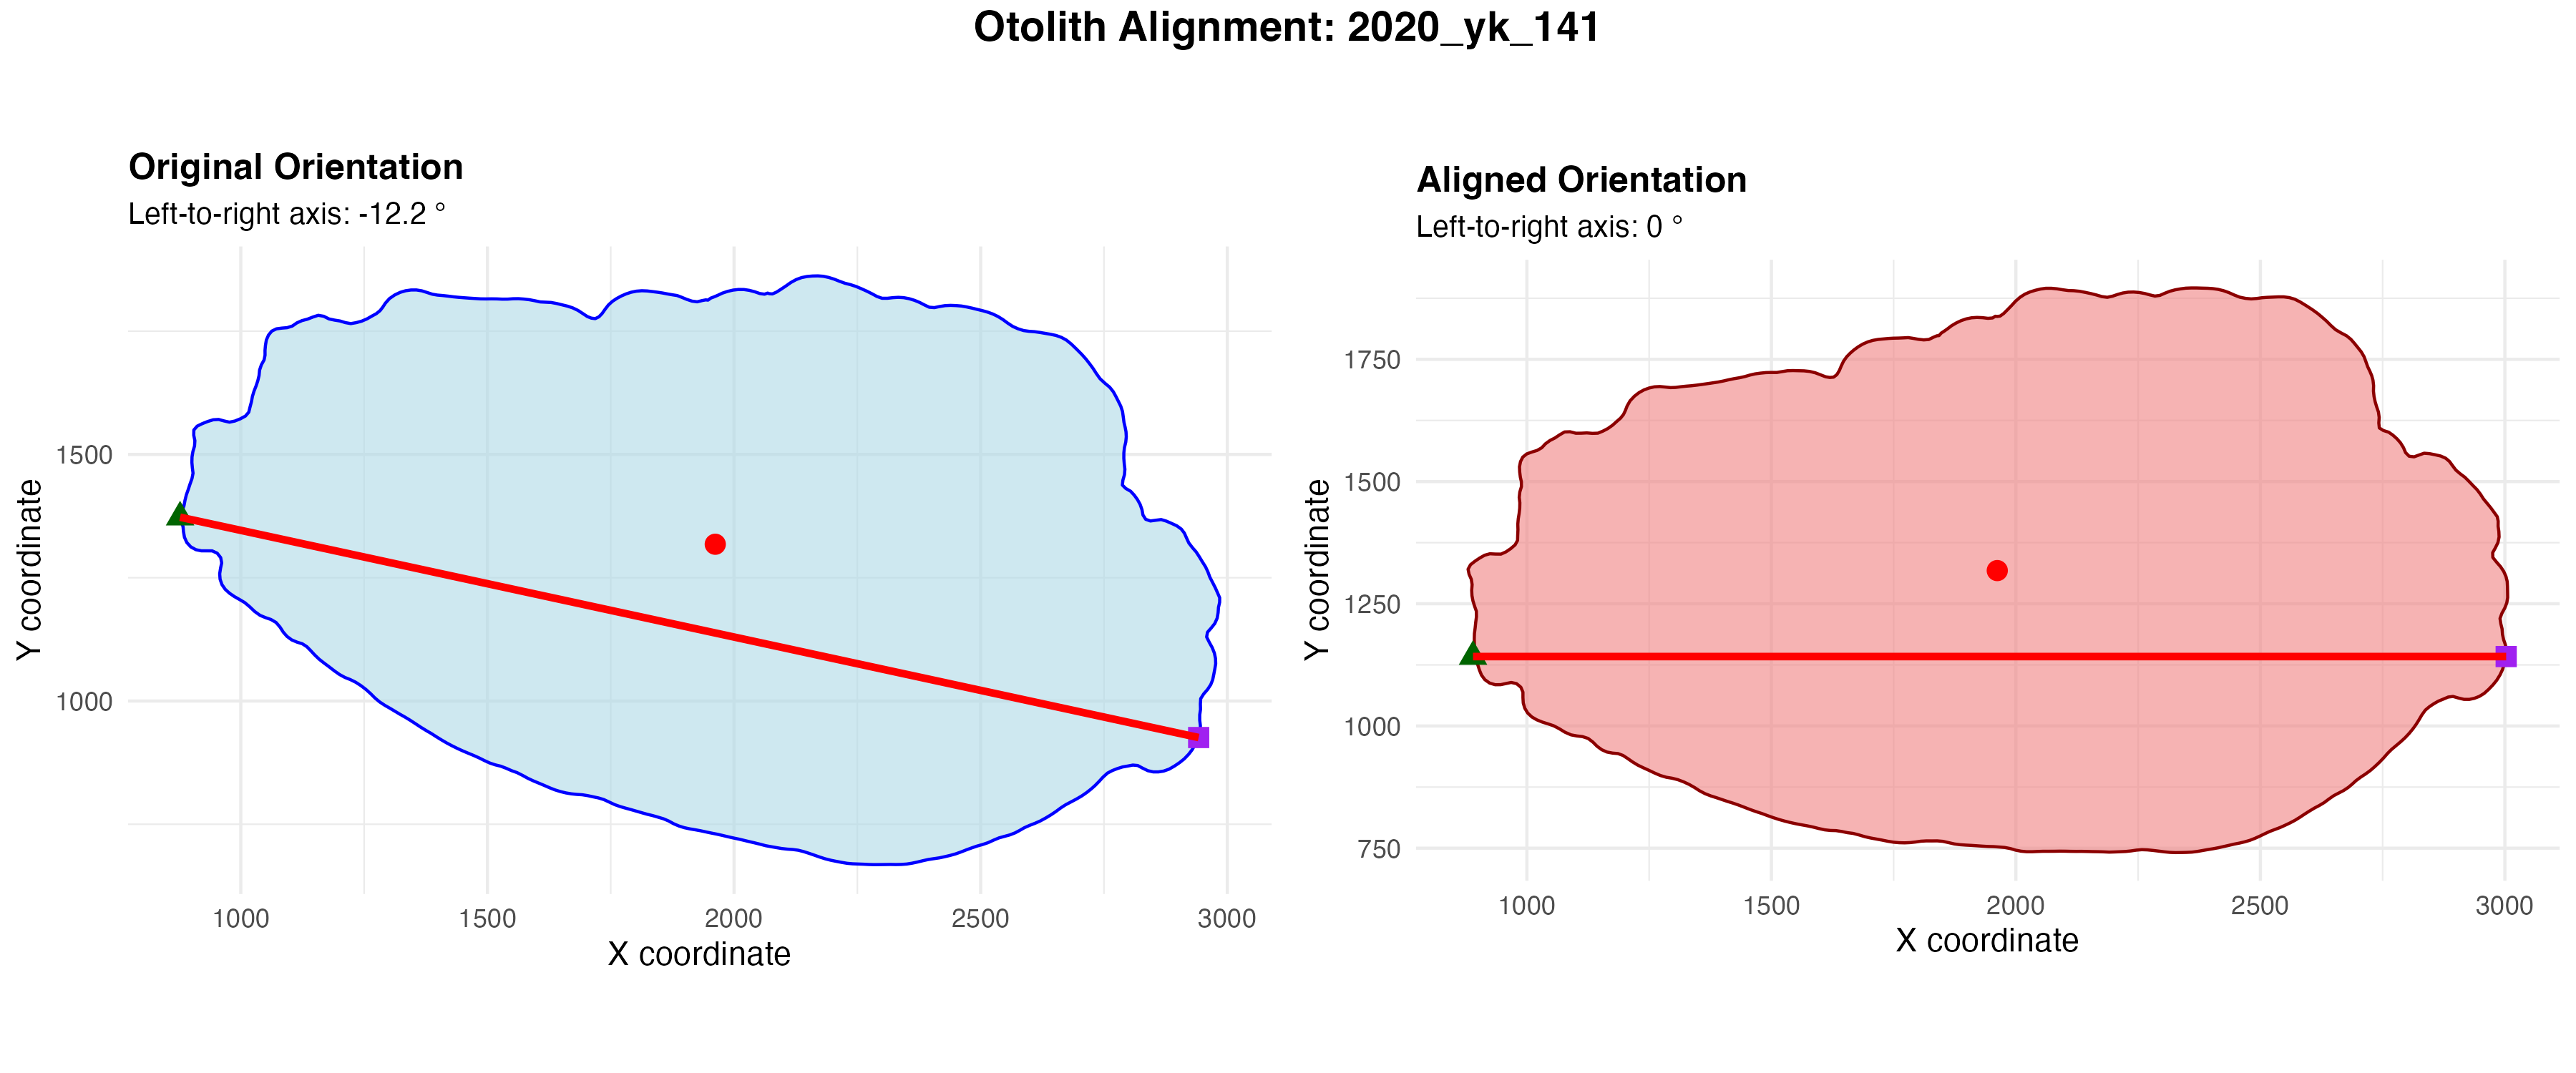 Otolith Alignment: 2020_yk_141
Original Orientation
Left-to-right axis: -12.2 °
Y coordinate
1500
1000
1000 1500 2000 2500 3000
X coordinate
Aligned Orientation
Left-to-right axis: 0 °
Y coordinate
1750
1500
1250
1000
750
1000 1500 2000 2500 3000
X coordinate